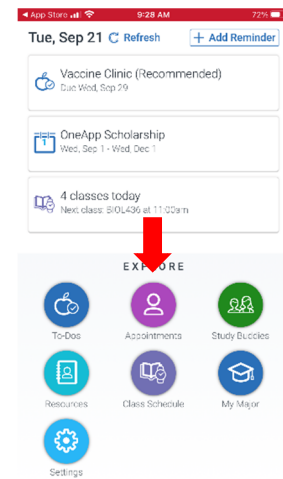 App Store 9:28 AM 72%
Tue, Sep 21 Refresh + Add Reminder
Vaccine Clinic (Recommended)
Due Wed, Sep 29
1
OneApp Scholarship
Wed, Sep 1 - Wed, Dec 1
4 classes today
Next class: BIOL436 at 11:00am
EXPLORE
To-Dos Appointments Study Buddies
Resources Class Schedule My Major
Settings